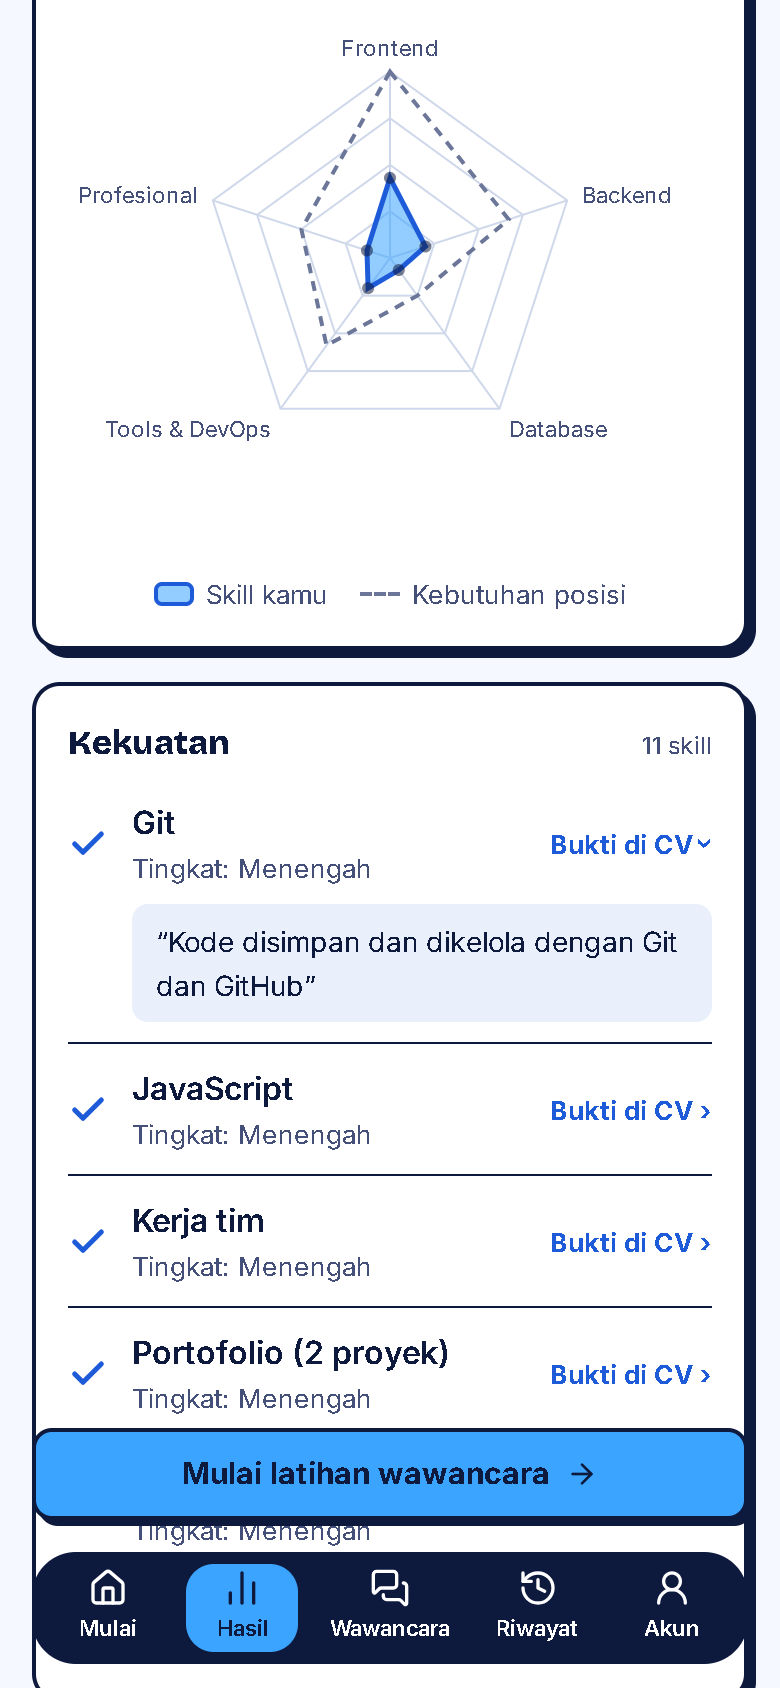 Frontend
Profesional
Backend
Tools & DevOps
Database
Skill kamu
Kebutuhan posisi
Kekuatan
11 skill
Git
Tingkat: Menengah
Bukti di CV ›
“Kode disimpan dan dikelola dengan Git
dan GitHub”
JavaScript
Tingkat: Menengah
Bukti di CV ›
Kerja tim
Tingkat: Menengah
Bukti di CV ›
Portofolio (2 proyek)
Tingkat: Menengah
Bukti di CV ›
Mulai latihan wawancara →
Tingkat: Menengah
Mulai
Hasil
Wawancara
Riwayat
Akun